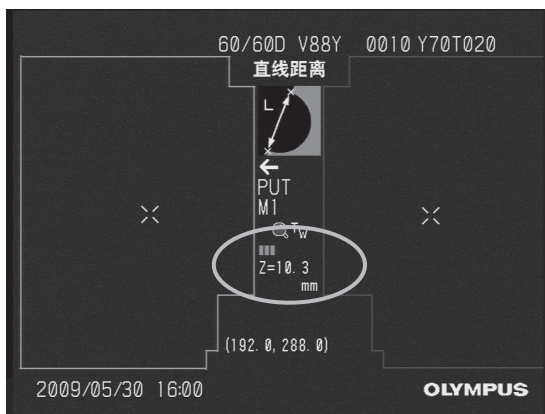 60/60D V88Y 0010 Y70T020
直线距离
L
PUT
M1
TW
Z=10.3
mm
(192.0, 288.0)
2009/05/30 16:00
OLYMPUS